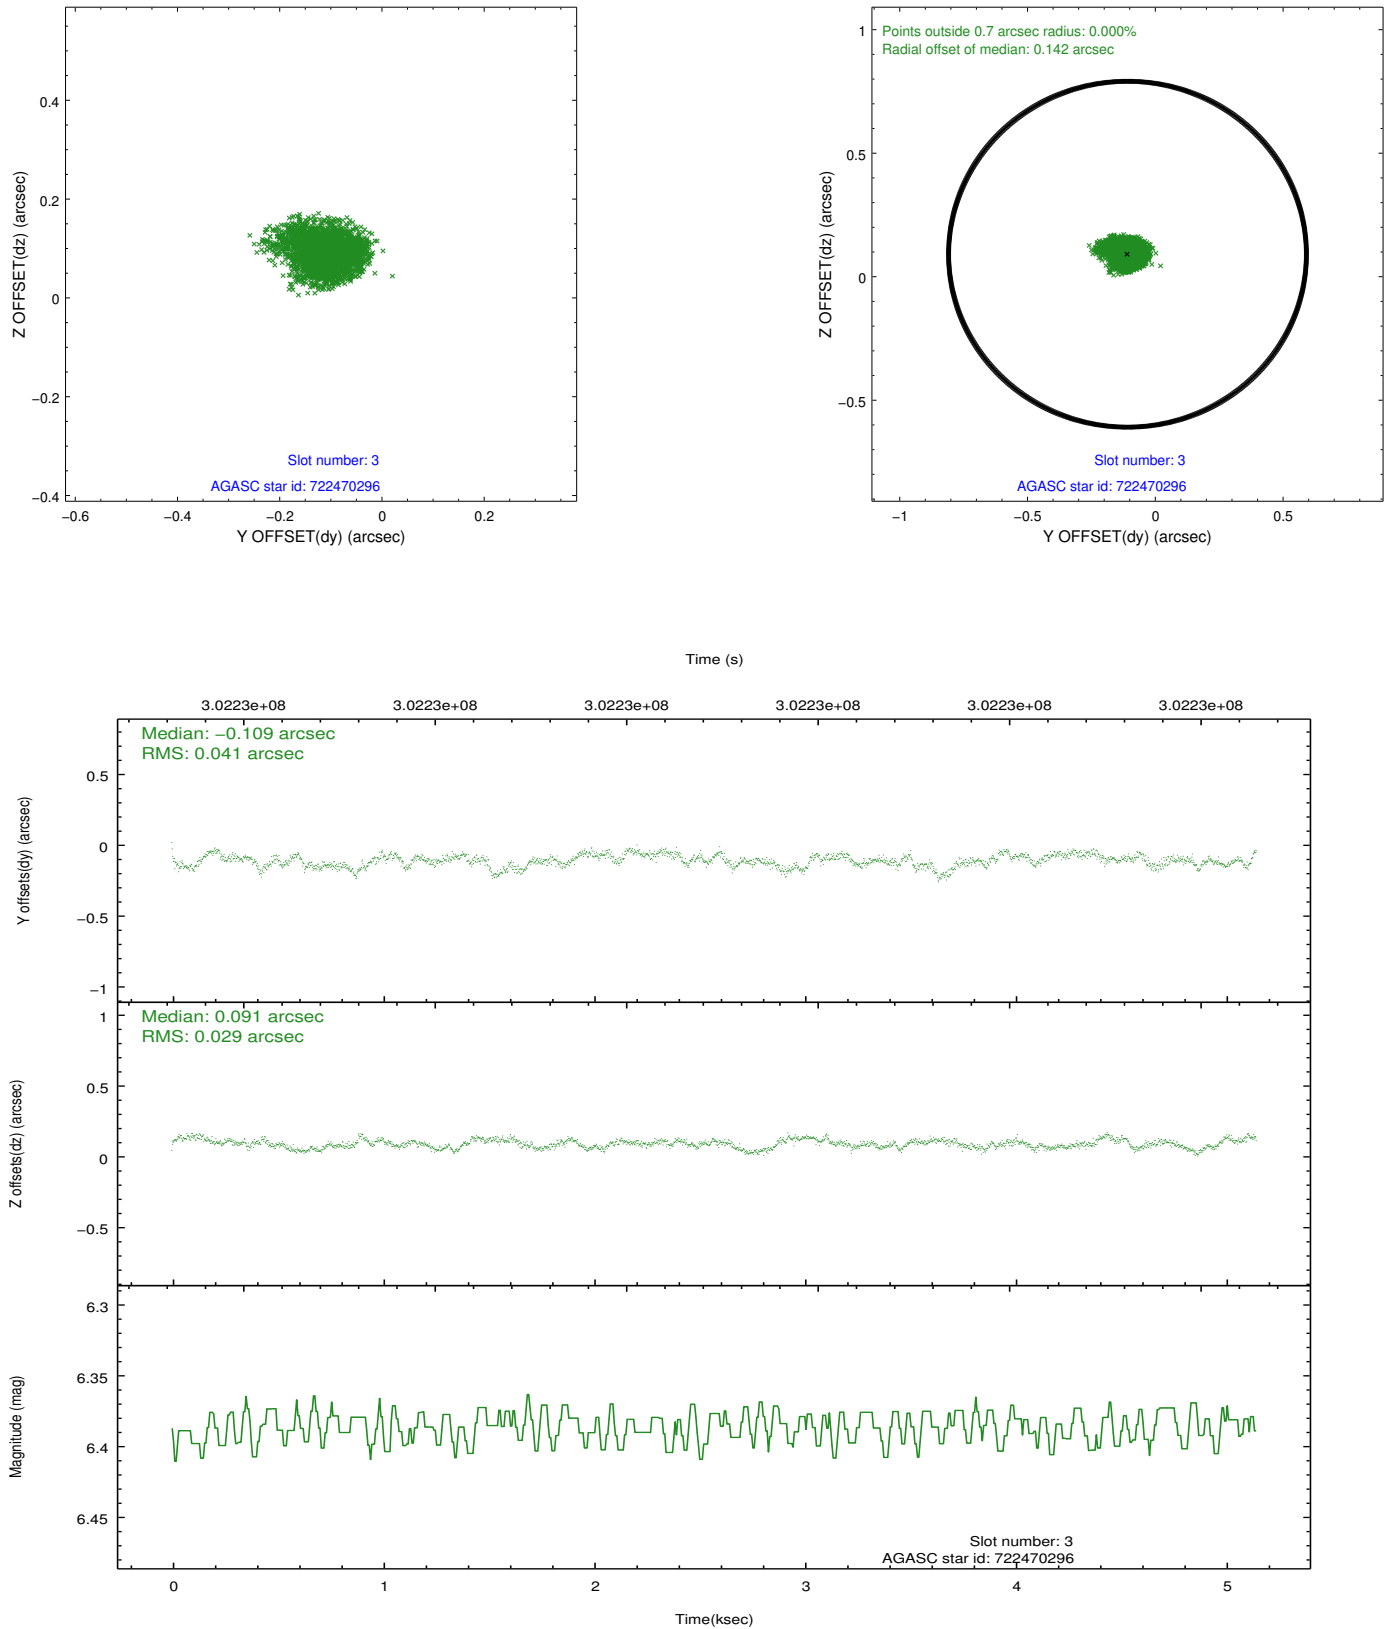 0.4
0.2
0
−0.2
−0.4
Z OFFSET(dz) (arcsec)
Slot number: 3
AGASC star id: 722470296
−0.6 −0.4 −0.2 0 0.2
Y OFFSET(dy) (arcsec)
Points outside 0.7 arcsec radius: 0.000%
Radial offset of median: 0.142 arcsec
1
0.5
0
−0.5
Z OFFSET(dz) (arcsec)
Slot number: 3
AGASC star id: 722470296
−1 −0.5 0 0.5
Y OFFSET(dy) (arcsec)
Time (s)
3.0223e+08 3.0223e+08 3.0223e+08 3.0223e+08 3.0223e+08 3.0223e+08
Median: −0.109 arcsec
RMS: 0.041 arcsec
0.5
0
−0.5
−1
Y offsets(dy) (arcsec)
Median: 0.091 arcsec
RMS: 0.029 arcsec
1
0.5
0
−0.5
Z offsets(dz) (arcsec)
6.3
6.35
6.4
6.45
Magnitude (mag)
Slot number: 3
AGASC star id: 722470296
0 1 2 3 4 5
Time(ksec)